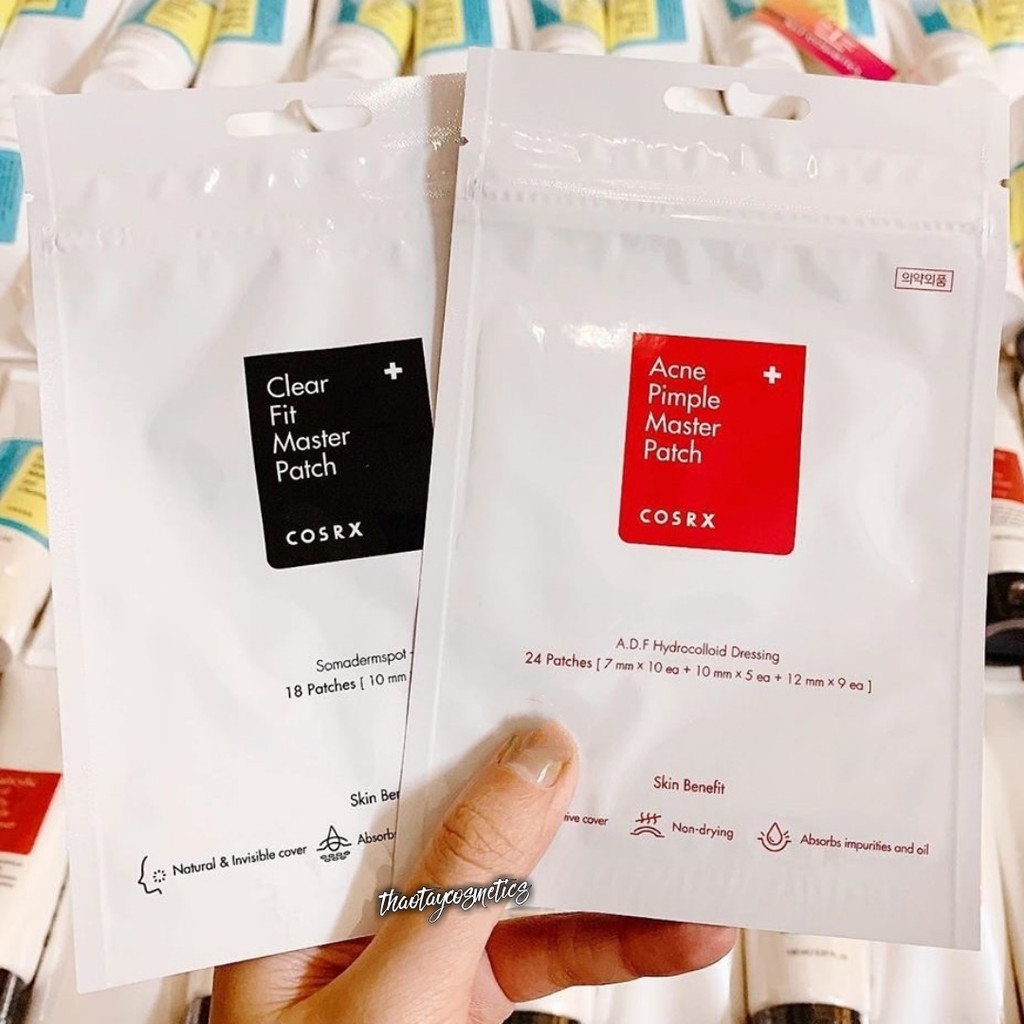 Clear
Fit
Master
Patch
COSRX
Somadermspot
18 Patches [ 10 mm
Skin
Natural & Invisible cover
의약외품
Acne
Pimple
Master
Patch
COSRX
A.D.F Hydrocolloid Dressing
24 Patches [ 7 mm × 10 ea + 10 mm × 5 ea + 12 mm × 9 ea ]
Skin Benefit
cover
Non-drying
Absorbs impurities and oil
thaotaycosmetics